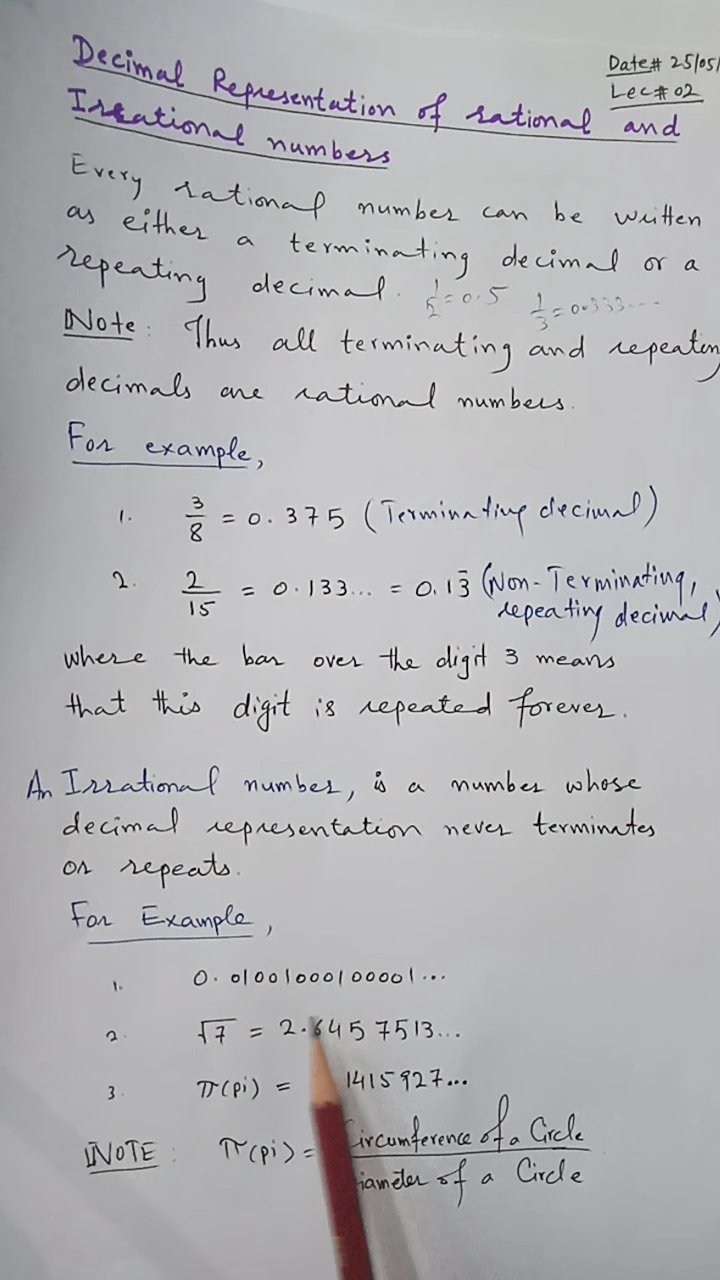 Decimal Representation of rational and
Date# 25/05/
Lec# 02
Irrational numbers
Every rational number can be written
as either a terminating decimal or a
repeating decimal. 1/2 = 0.5 1/3 = 0.333...
Note: Thus all terminating and repeatin
decimals are rational numbers.
For example,
1. 3/8 = 0.375 (Terminating decimal)
2. 2/15 = 0.133... = 0.13̄ (Non-Terminating,
repeating decimal)
where the bar over the digit 3 means
that this digit is repeated forever.
An Irrational number, is a number whose
decimal representation never terminates
or repeats.
For Example,
1. 0.01001000100001...
2. √7 = 2.6457513...
3. π(pi) = 1415927...
NOTE: π(pi) = ircumference of a Circle
iameter of a Circle